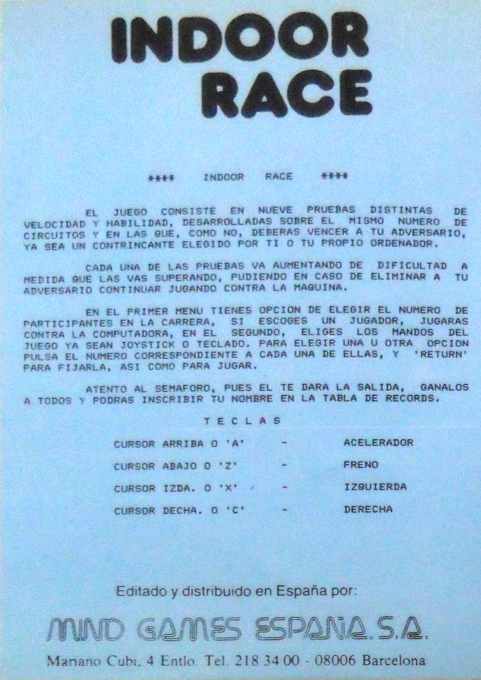 INDOOR
RACE
**** INDOOR RACE ****
EL JUEGO CONSISTE EN NUEVE PRUEBAS DISTINTAS DE
VELOCIDAD Y HABILIDAD, DESARROLLADAS SOBRE EL MISMO NUMERO DE
CIRCUITOS Y EN LAS QUE, COMO NO, DEBERAS VENCER A TU ADVERSARIO,
YA SEA UN CONTRINCANTE ELEGIDO POR TI O TU PROPIO ORDENADOR.
CADA UNA DE LAS PRUEBAS VA AUMENTANDO DE DIFICULTAD A
MEDIDA QUE LAS VAS SUPERANDO, PUDIENDO EN CASO DE ELIMINAR A TU
ADVERSARIO CONTINUAR JUGANDO CONTRA LA MAQUINA.
EN EL PRIMER MENU TIENES OPCION DE ELEGIR EL NUMERO DE
PARTICIPANTES EN LA CARRERA, SI ESCOGES UN JUGADOR, JUGARAS
CONTRA LA COMPUTADORA, EN EL SEGUNDO, ELIGES LOS MANDOS DEL
JUEGO YA SEAN JOYSTICK O TECLADO. PARA ELEGIR UNA U OTRA OPCION
PULSA EL NUMERO CORRESPONDIENTE A CADA UNA DE ELLAS, Y 'RETURN'
PARA FIJARLA, ASI COMO PARA JUGAR.
ATENTO AL SEMAFORO, PUES EL TE DARA LA SALIDA, GANALOS
A TODOS Y PODRAS INSCRIBIR TU NOMBRE EN LA TABLA DE RECORDS.
T E C L A S
CURSOR ARRIBA O 'A' - ACELERADOR
CURSOR ABAJO O 'Z' - FRENO
CURSOR IZDA. O 'X' - IZQUIERDA
CURSOR DECHA. O 'C' - DERECHA
Editado y distribuido en España por:
MIND GAMES ESPAÑA, S.A.
Mariano Cubi, 4 Entlo. Tel. 218 34 00 - 08006 Barcelona